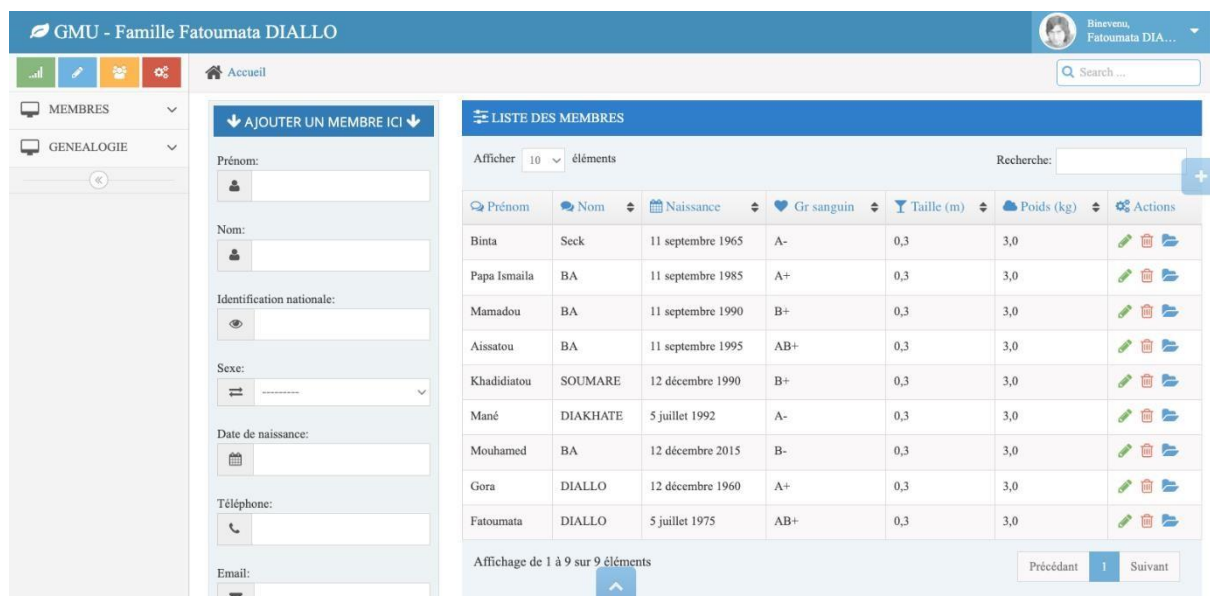 GMU - Famille Fatoumata DIALLO
Binevenu,
Fatoumata DIA...
Accueil
Search ...
MEMBRES
GENEALOGIE
AJOUTER UN MEMBRE ICI
Prénom:
Nom:
Identification nationale:
Sexe:
---------
Date de naissance:
Téléphone:
Email:
LISTE DES MEMBRES
Afficher 10 éléments Recherche:
Prénom Nom Naissance Gr sanguin Taille (m) Poids (kg) Actions
Binta Seck 11 septembre 1965 A- 0,3 3,0
Papa Ismaila BA 11 septembre 1985 A+ 0,3 3,0
Mamadou BA 11 septembre 1990 B+ 0,3 3,0
Aissatou BA 11 septembre 1995 AB+ 0,3 3,0
Khadidiatou SOUMARE 12 décembre 1990 B+ 0,3 3,0
Mané DIAKHATE 5 juillet 1992 A- 0,3 3,0
Mouhamed BA 12 décembre 2015 B- 0,3 3,0
Gora DIALLO 12 décembre 1960 A+ 0,3 3,0
Fatoumata DIALLO 5 juillet 1975 AB+ 0,3 3,0
Affichage de 1 à 9 sur 9 éléments
Précédant 1 Suivant